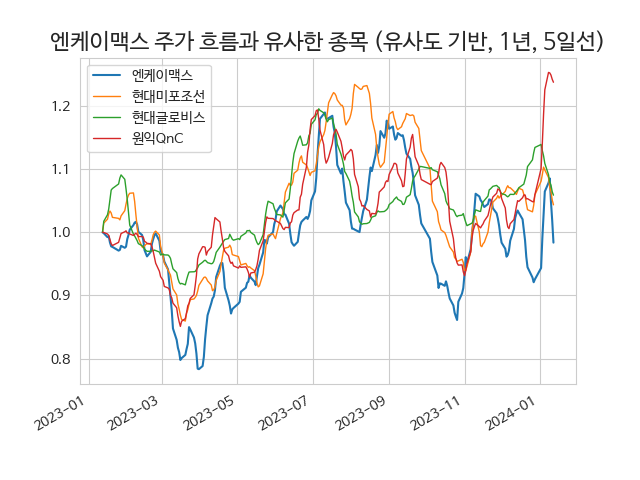 엔케이맥스 주가 흐름과 유사한 종목 (유사도 기반, 1년, 5일선)
엔케이맥스
현대미포조선
현대글로비스
원익QnC
1.2
1.1
1.0
0.9
0.8
2023-01
2023-03
2023-05
2023-07
2023-09
2023-11
2024-01